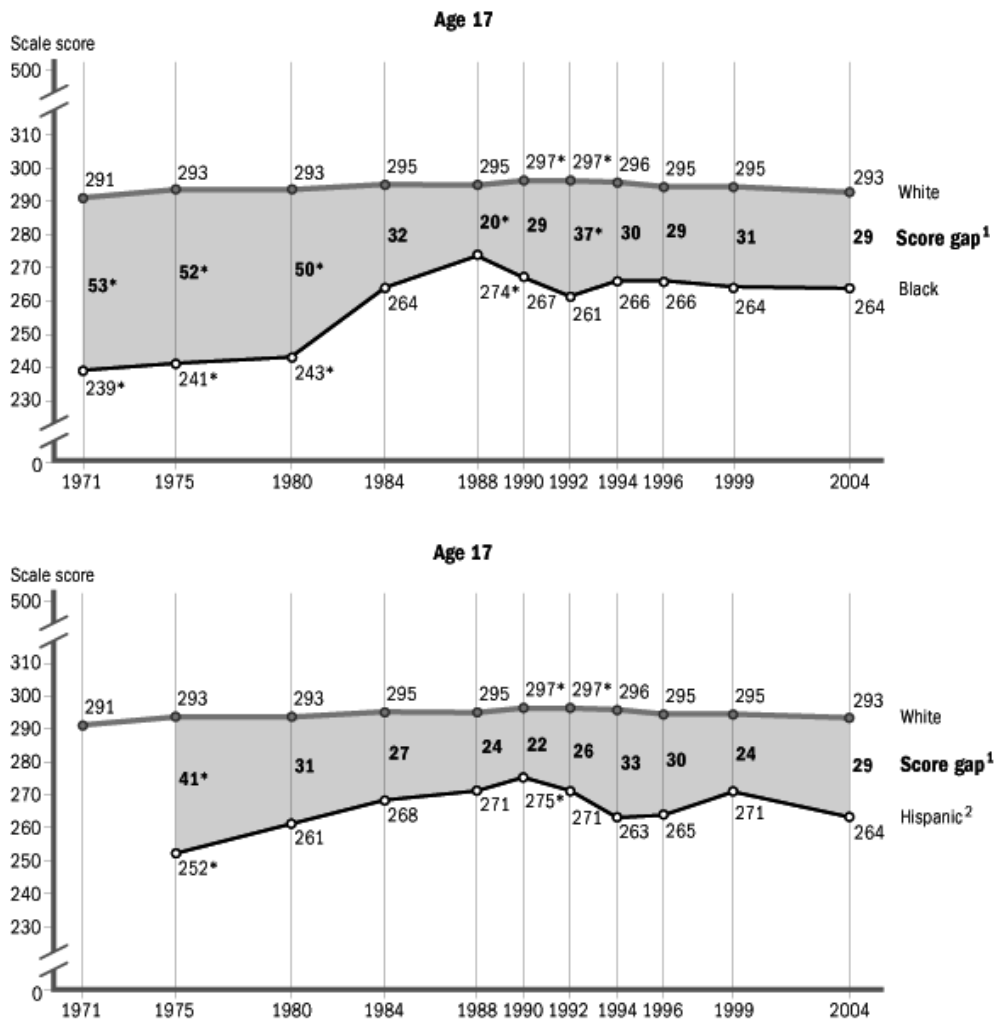 Age 17
Scale score
500
310
300
290
280
270
260
250
240
230
0
291 293 293 295 295 297* 297* 296 295 295 293
White
53* 52* 50* 32 20* 29 37* 30 29 31 29 Score gap1
Black
239* 241* 243* 264 274* 267 261 266 266 264 264
1971 1975 1980 1984 1988 1990 1992 1994 1996 1999 2004
Age 17
Scale score
500
310
300
290
280
270
260
250
240
230
0
291 293 293 295 295 297* 297* 296 295 295 293
White
41* 31 27 24 22 26 33 30 24 29 Score gap1
Hispanic2
252* 261 268 271 275* 271 263 265 271 264
1971 1975 1980 1984 1988 1990 1992 1994 1996 1999 2004